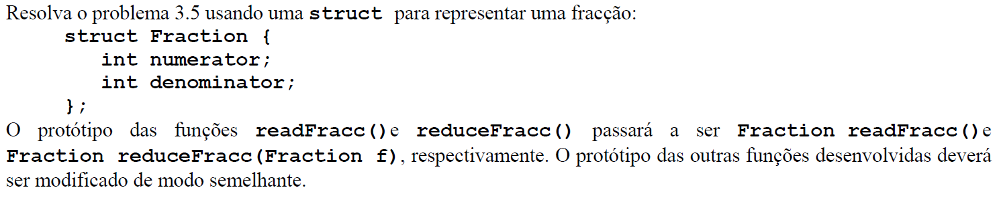 Resolva o problema 3.5 usando uma struct para representar uma fracção:
struct Fraction {
int numerator;
int denominator;
};
O protótipo das funções readFracc()e reduceFracc() passará a ser Fraction readFracc()e
Fraction reduceFracc(Fraction f), respectivamente. O protótipo das outras funções desenvolvidas deverá
ser modificado de modo semelhante.